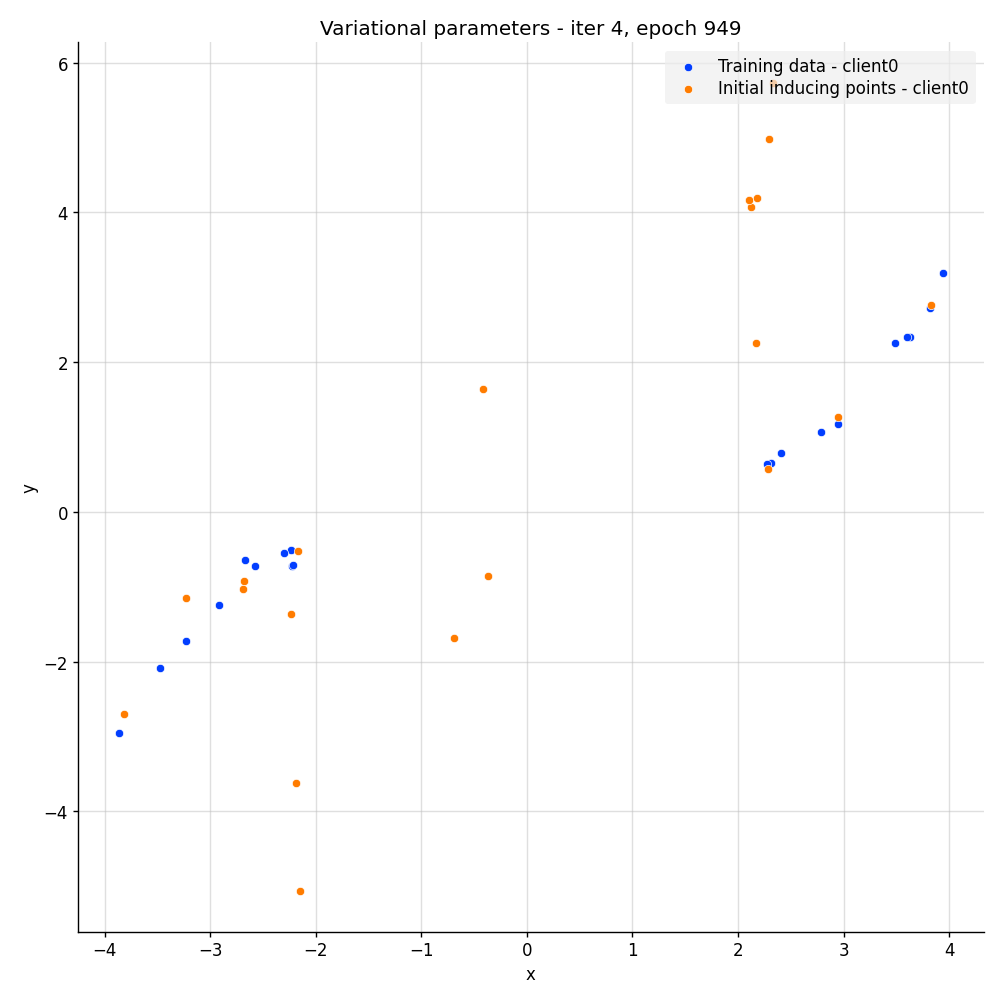 Variational parameters - iter 4, epoch 949
Training data - client0
Initial inducing points - client0
6
4
2
0
−2
−4
y
−4 −3 −2 −1 0 1 2 3 4
x